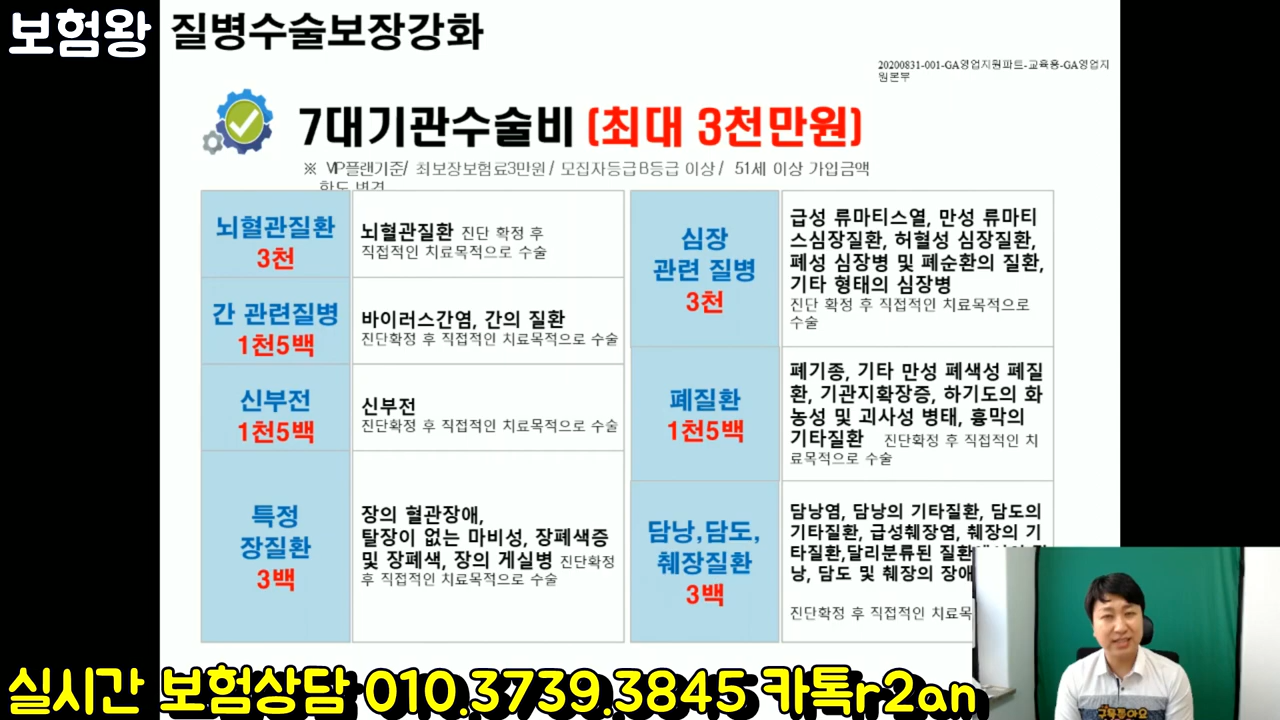 보험왕
질병수술보장강화
20200831-001-GA영업지원파트-교육용-GA영업지
원본부
7대기관수술비 (최대 3천만원)
※ VIP플랜기준/ 최보장보험료3만원/ 모집자등급B등급 이상/ 51세 이상 가입금액
한도 변경
뇌혈관질환
3천
뇌혈관질환 진단 확정 후
직접적인 치료목적으로 수술
간 관련질병
1천5백
바이러스간염, 간의 질환
진단확정 후 직접적인 치료목적으로 수술
신부전
1천5백
신부전
진단확정 후 직접적인 치료목적으로 수술
특정
장질환
3백
장의 혈관장애,
탈장이 없는 마비성, 장폐색증
및 장폐색, 장의 게실병 진단확정
후 직접적인 치료목적으로 수술
심장
관련 질병
3천
급성 류마티스열, 만성 류마티
스심장질환, 허혈성 심장질환,
폐성 심장병 및 폐순환의 질환,
기타 형태의 심장병
진단 확정 후 직접적인 치료목적으로
수술
폐질환
1천5백
폐기종, 기타 만성 폐색성 폐질
환, 기관지확장증, 하기도의 화
농성 및 괴사성 병태, 흉막의
기타질환 진단확정 후 직접적인 치
료목적으로 수술
담낭,담도,
췌장질환
3백
담낭염, 담낭의 기타질환, 담도의
기타질환, 급성췌장염, 췌장의 기
타질환,달리분류된 질환
낭, 담도 및 췌장의 장애
진단확정 후 직접적인 치료목
실시간 보험상담 010.3739.3845 카톡r2an